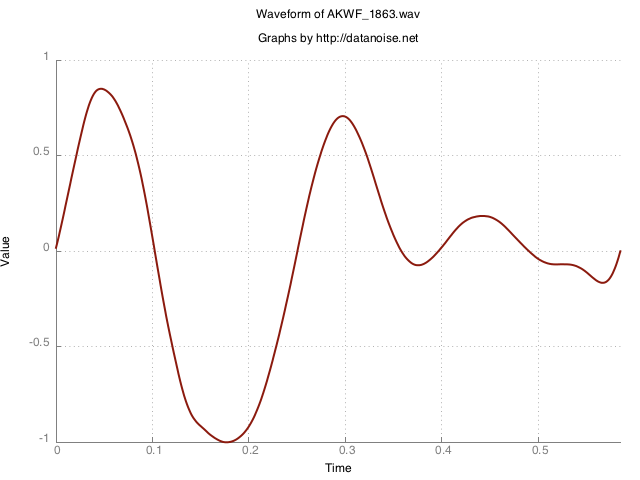 Waveform of AKWF_1863.wav
Graphs by http://datanoise.net
1
0.5
0
-0.5
-1
Value
0 0.1 0.2 0.3 0.4 0.5
Time